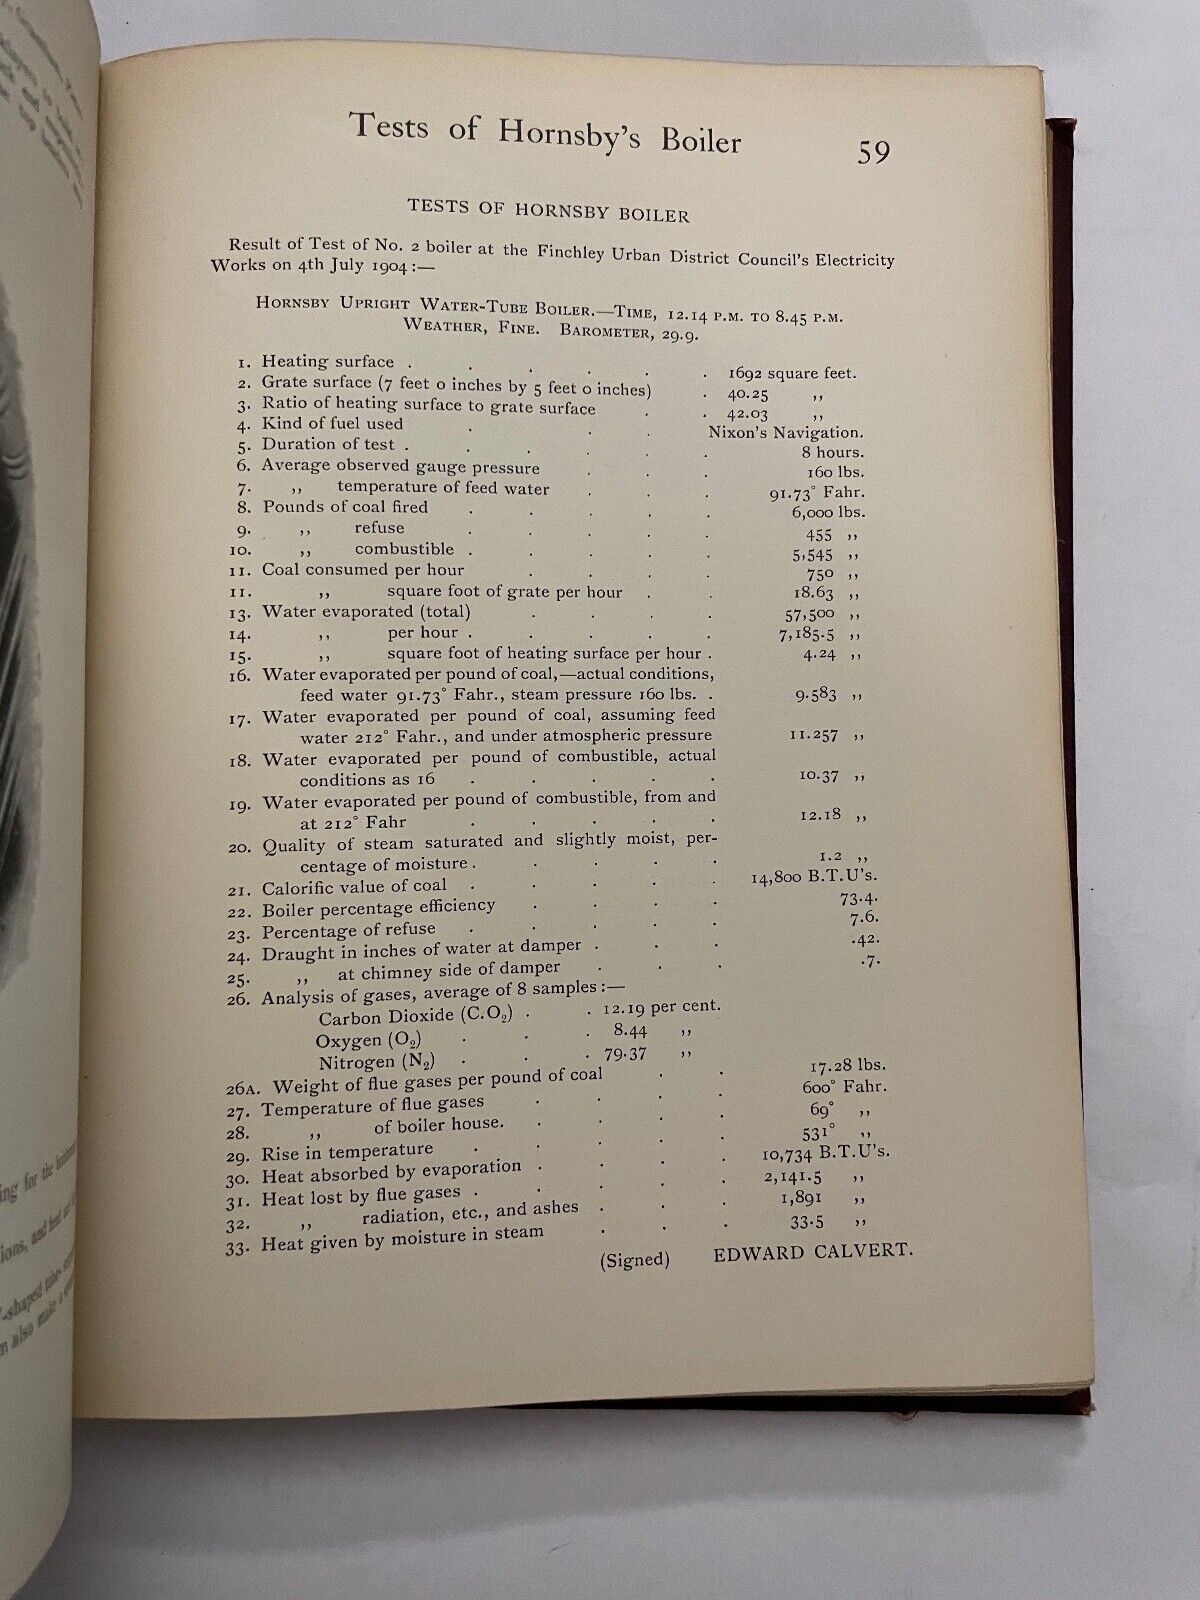 Tests of Hornsby's Boiler 59
TESTS OF HORNSBY BOILER
Result of Test of No. 2 boiler at the Finchley Urban District Council's Electricity
Works on 4th July 1904:—
HORNSBY UPRIGHT WATER-TUBE BOILER.—TIME, 12.14 P.M. TO 8.45 P.M.
WEATHER, FINE. BAROMETER, 29.9.
1. Heating surface . . . . . . 1692 square feet.
2. Grate surface (7 feet 0 inches by 5 feet 0 inches) . 40.25 ,,
3. Ratio of heating surface to grate surface . . 42.03 ,,
4. Kind of fuel used . . . Nixon's Navigation.
5. Duration of test . . . . . . 8 hours.
6. Average observed gauge pressure . . . 160 lbs.
7. ,, temperature of feed water . . . 91.73° Fahr.
8. Pounds of coal fired . . . . . 6,000 lbs.
9. ,, refuse . . . . . 455 ,,
10. ,, combustible . . . . . 5,545 ,,
11. Coal consumed per hour . . . . 750 ,,
11. ,, square foot of grate per hour . . 18.63 ,,
13. Water evaporated (total) . . . . 57,500 ,,
14. ,, per hour . . . . . 7,185.5 ,,
15. ,, square foot of heating surface per hour . 4.24 ,,
16. Water evaporated per pound of coal,—actual conditions,
feed water 91.73° Fahr., steam pressure 160 lbs. . 9.583 ,,
17. Water evaporated per pound of coal, assuming feed
water 212° Fahr., and under atmospheric pressure 11.257 ,,
18. Water evaporated per pound of combustible, actual
conditions as 16 . . . . . 10.37 ,,
19. Water evaporated per pound of combustible, from and
at 212° Fahr . . . . . 12.18 ,,
20. Quality of steam saturated and slightly moist, per-
centage of moisture . . . . . 1.2 ,,
21. Calorific value of coal . . . . . 14,800 B.T.U's.
22. Boiler percentage efficiency . . . . 73.4.
23. Percentage of refuse . . . . . 7.6.
24. Draught in inches of water at damper . . . .42.
25. ,, at chimney side of damper . . . .7.
26. Analysis of gases, average of 8 samples:—
Carbon Dioxide (C.O₂) . . 12.19 per cent.
Oxygen (O₂) . . . 8.44 ,,
Nitrogen (N₂) . . . 79.37 ,,
26A. Weight of flue gases per pound of coal . . 17.28 lbs.
27. Temperature of flue gases . . . . 600° Fahr.
28. ,, of boiler house. . . . . 69° ,,
29. Rise in temperature . . . . . 531° ,,
30. Heat absorbed by evaporation . . . . 10,734 B.T.U's.
31. Heat lost by flue gases . . . . . 2,141.5 ,,
32. ,, radiation, etc., and ashes . . . 1,891 ,,
33. Heat given by moisture in steam . . . 33.5 ,,
(Signed) EDWARD CALVERT.
ing for the
ions, and
-shaped tubes
also make a